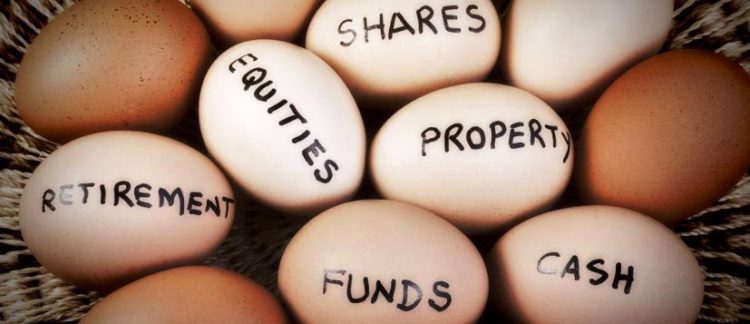 SHARES
EQUITIES
PROPERTY
RETIREMENT
FUNDS
CASH